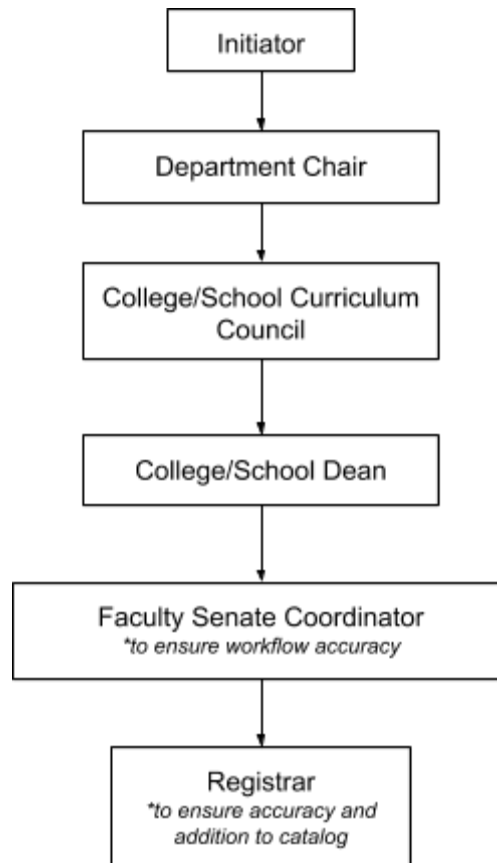 Initiator
Department Chair
College/School Curriculum
Council
College/School Dean
Faculty Senate Coordinator
*to ensure workflow accuracy
Registrar
*to ensure accuracy and
addition to catalog